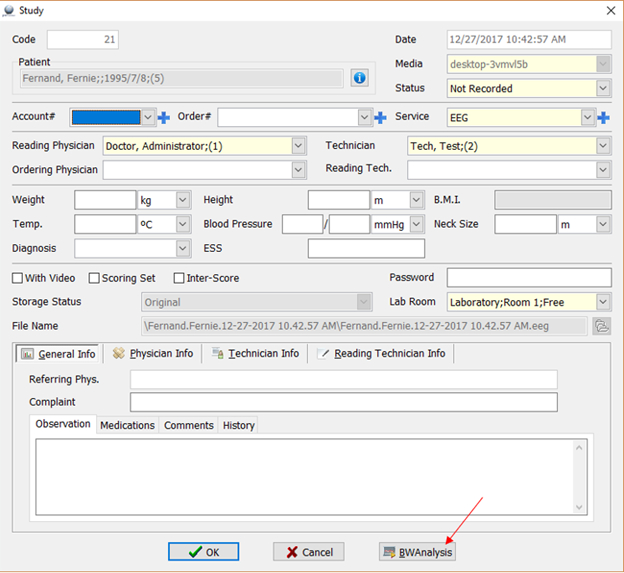 Study
Code 21 Date 12/27/2017 10:42:57 AM
Patient Media desktop-3vmvl5b
Fernand, Fernie;;1995/7/8;(5) Status Not Recorded
Account# Order# Service EEG
Reading Physician Doctor, Administrator;(1) Technician Tech, Test;(2)
Ordering Physician Reading Tech.
Weight kg Height m B.M.I.
Temp. ºC Blood Pressure / mmHg Neck Size m
Diagnosis ESS
With Video Scoring Set Inter-Score Password
Storage Status Original Lab Room Laboratory;Room 1;Free
File Name \Fernand.Fernie.12-27-2017 10.42.57 AM\Fernand.Fernie.12-27-2017 10.42.57 AM.eeg
General Info Physician Info Technician Info Reading Technician Info
Referring Phys.
Complaint
Observation Medications Comments History
OK Cancel BWAnalysis